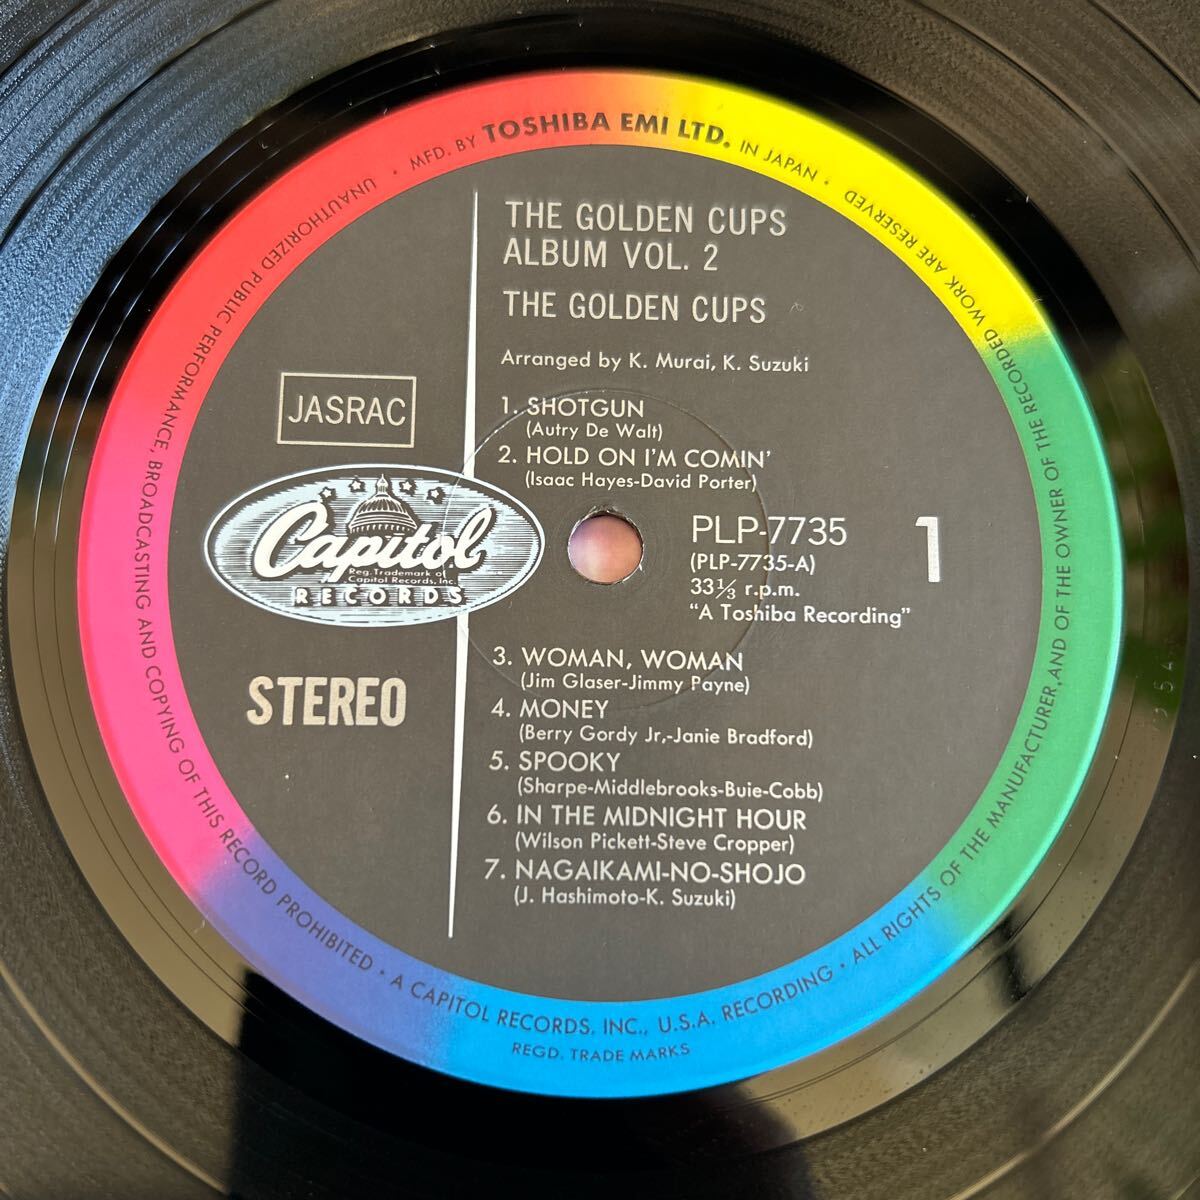 MFD. BY TOSHIBA EMI LTD. IN JAPAN • ALL RIGHTS OF THE MANUFACTURER, AND OF THE OWNER OF THE RECORDED WORK ARE RESERVED
UNAUTHORIZED PUBLIC PERFORMANCE, BROADCASTING AND COPYING OF THIS RECORD PROHIBITED • A CAPITOL RECORDS, INC., U.S.A. RECORDING •
REGD. TRADE MARKS
THE GOLDEN CUPS
ALBUM VOL. 2
THE GOLDEN CUPS
Arranged by K. Murai, K. Suzuki
JASRAC
1. SHOTGUN
(Autry De Walt)
2. HOLD ON I'M COMIN'
(Isaac Hayes-David Porter)
Capitol
Reg. Trademark of
Capitol Records, Inc.
RECORDS
PLP-7735
(PLP-7735-A)
33⅓ r.p.m.
"A Toshiba Recording"
1
STEREO
3. WOMAN, WOMAN
(Jim Glaser-Jimmy Payne)
4. MONEY
(Berry Gordy Jr,-Janie Bradford)
5. SPOOKY
(Sharpe-Middlebrooks-Buie-Cobb)
6. IN THE MIDNIGHT HOUR
(Wilson Pickett-Steve Cropper)
7. NAGAIKAMI-NO-SHOJO
(J. Hashimoto-K. Suzuki)